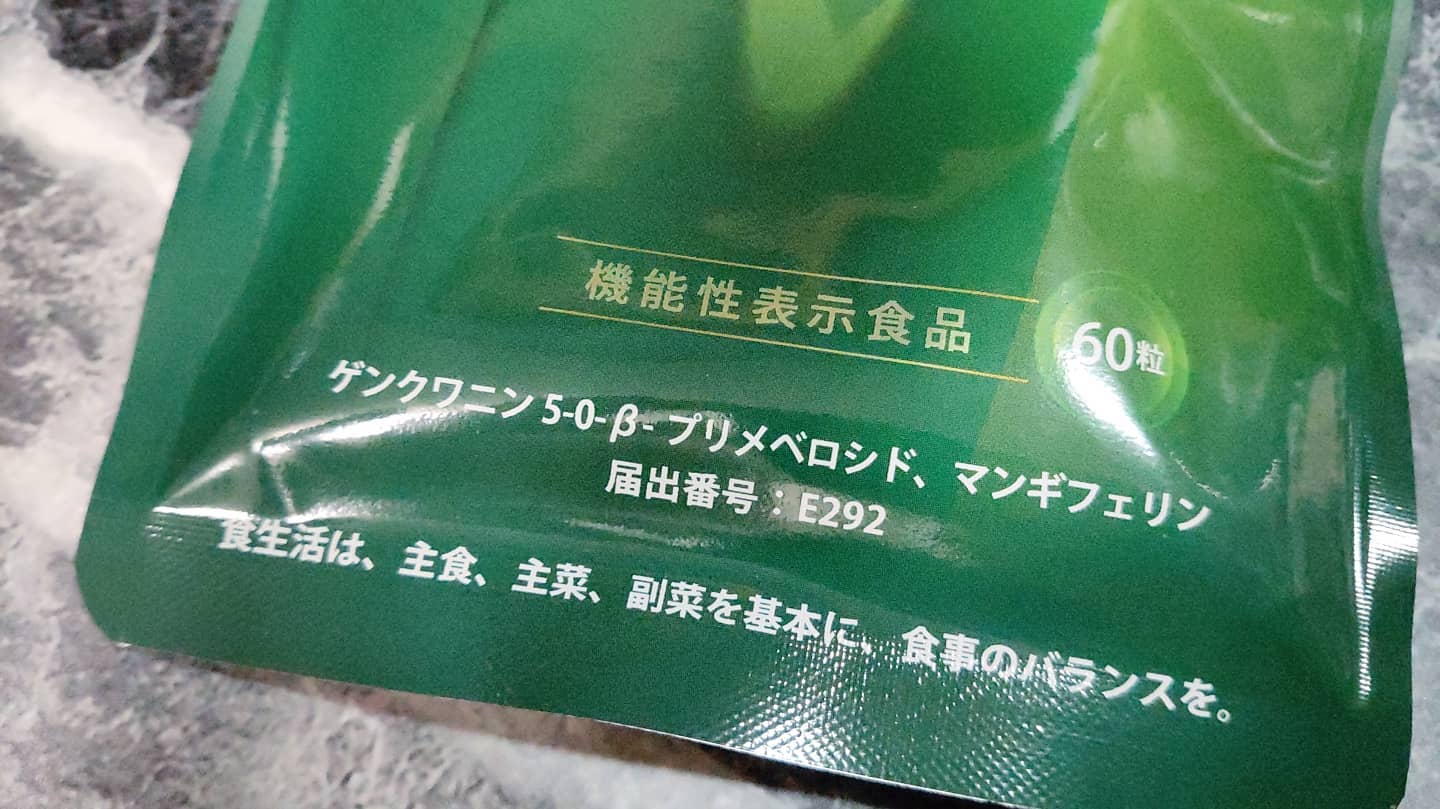 機能性表示食品
60粒
ゲンクワニン 5-O-β- プリメベロシド、マンギフェリン
届出番号：E292
食生活は、主食、主菜、副菜を基本に、食事のバランスを。